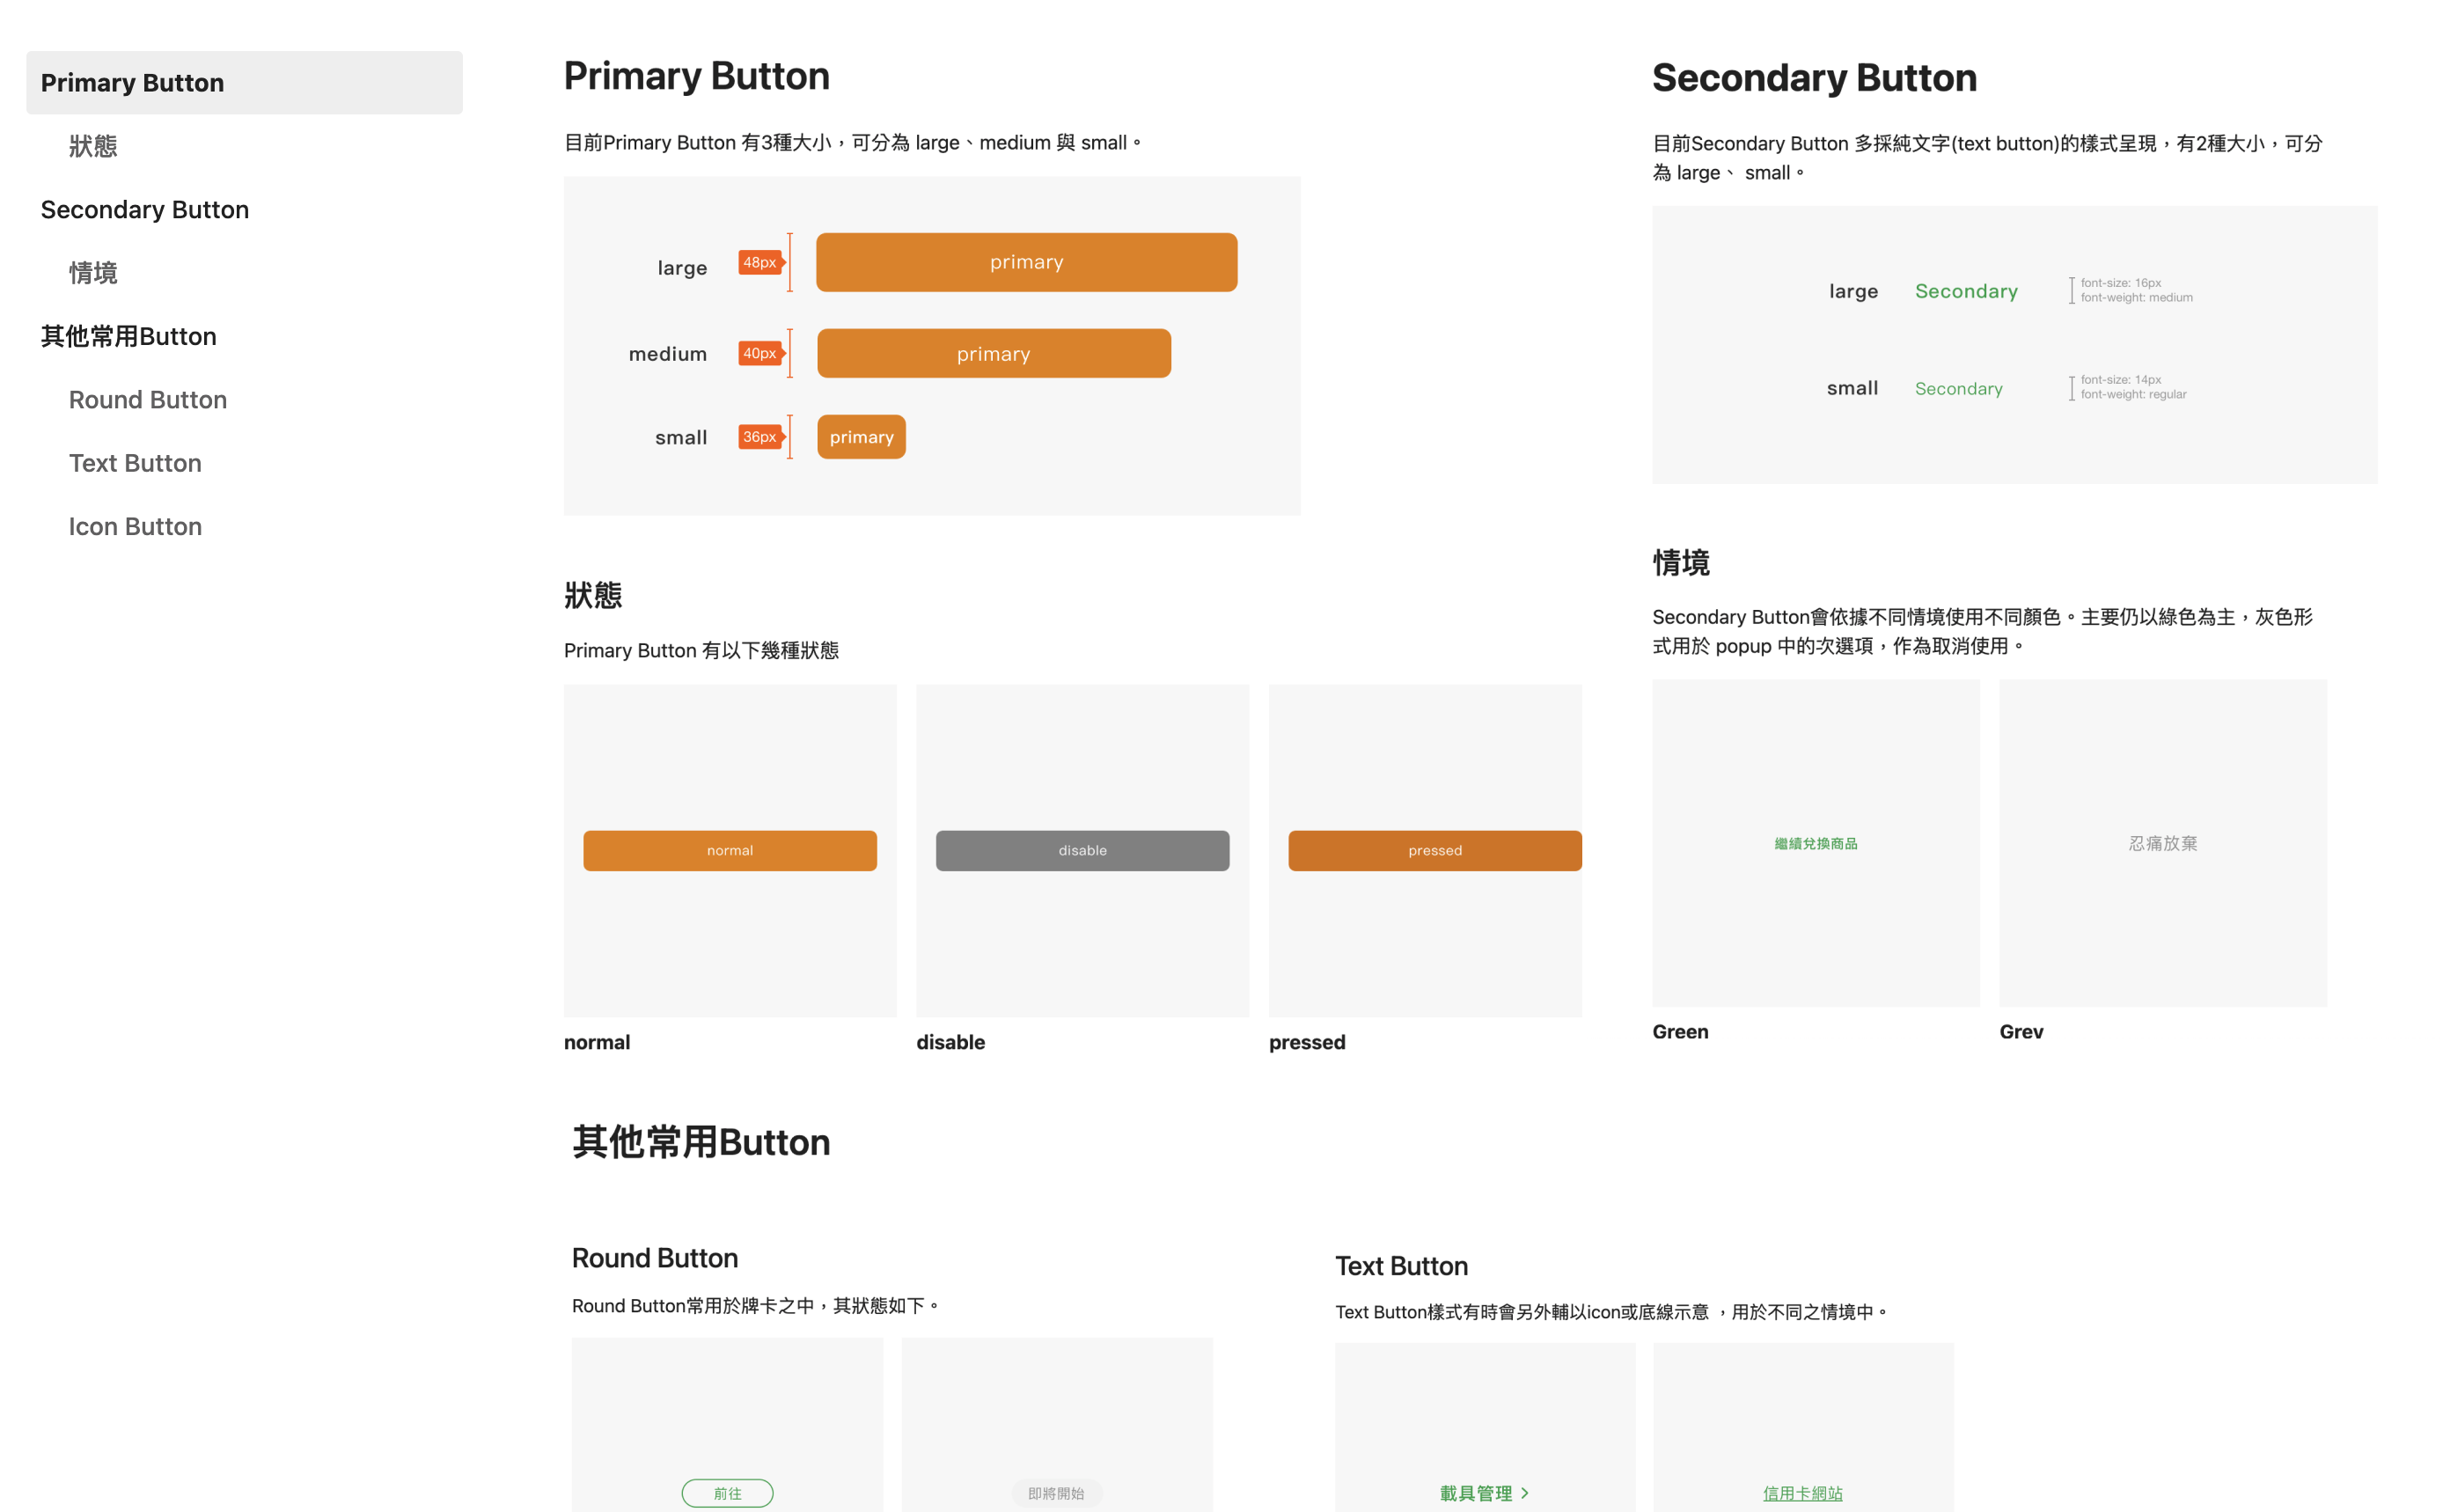 Primary Button
狀態
Secondary Button
情境
其他常用Button
Round Button
Text Button
Icon Button
Primary Button
目前Primary Button 有3種大小，可分為 large、medium 與 small。
large
48px
primary
medium
40px
primary
small
36px
primary
狀態
Primary Button 有以下幾種狀態
normal
disable
pressed
normal
disable
pressed
Secondary Button
目前Secondary Button 多採純文字(text button)的樣式呈現，有2種大小，可分
為 large、 small。
large
Secondary
font-size: 16px
font-weight: medium
small
Secondary
font-size: 14px
font-weight: regular
情境
Secondary Button會依據不同情境使用不同顏色。主要仍以綠色為主，灰色形
式用於 popup 中的次選項，作為取消使用。
繼續兌換商品
忍痛放棄
Green
Grey
其他常用Button
Round Button
Round Button常用於牌卡之中，其狀態如下。
前往
即將開始
Text Button
Text Button樣式有時會另外輔以icon或底線示意 ，用於不同之情境中。
載具管理
信用卡網站